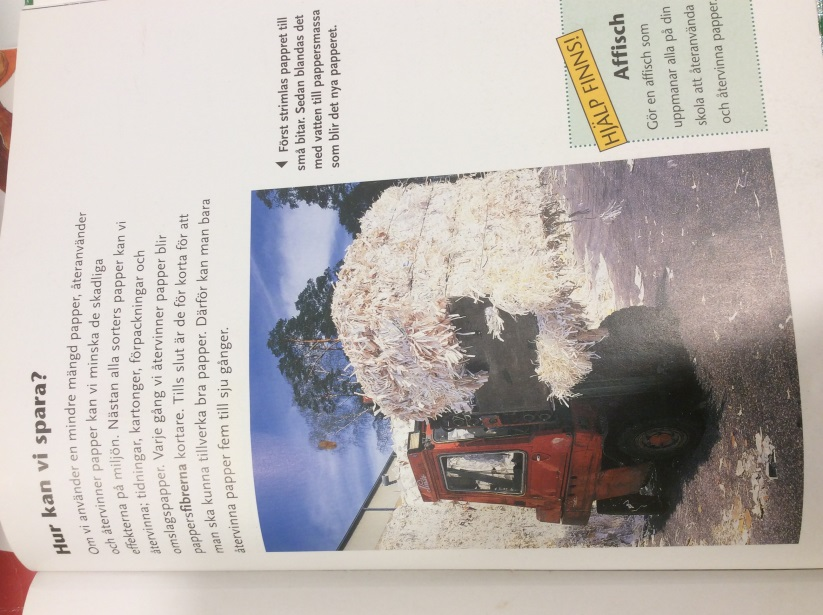 Hur kan vi spara?
Om vi använder en mindre mängd papper, återanvänder
och återvinner papper kan vi minska de skadliga
effekterna på miljön. Nästan alla sorters papper kan vi
återvinna; tidningar, kartonger, förpackningar och
omslagspapper. Varje gång vi återvinner papper blir
pappersfibrerna kortare. Tills slut är de för korta för att
man ska kunna tillverka bra papper. Därför kan man bara
återvinna papper fem till sju gånger.
◀ Först strimlas pappret till
små bitar. Sedan blandas det
med vatten till pappersmassa
som blir det nya papperet.
HJÄLP FINNS!
Affisch
Gör en affisch som
uppmanar alla på din
skola att återanvända
och återvinna papper.